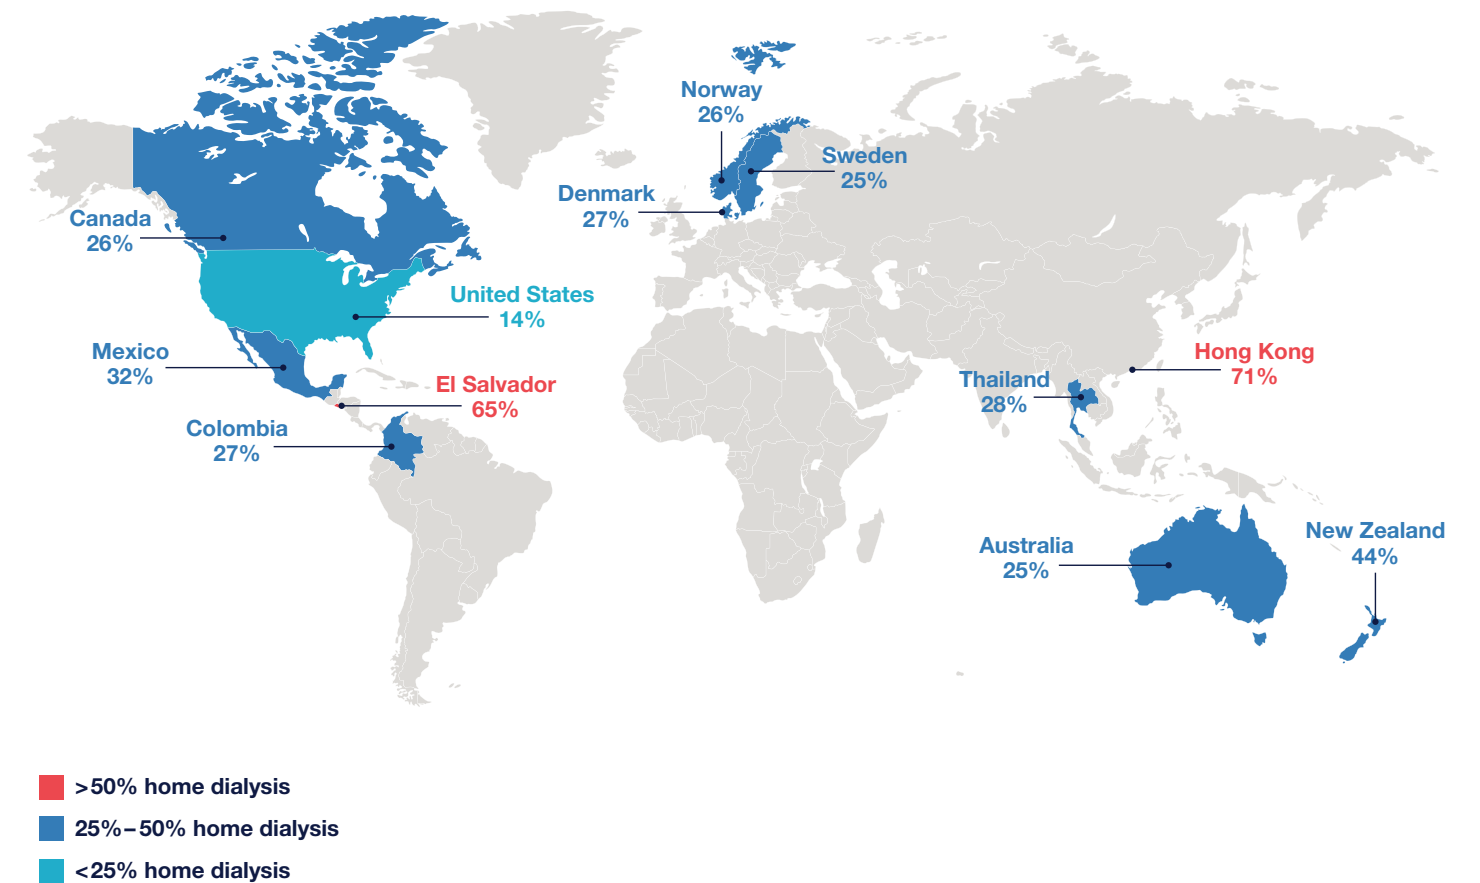 Norway
26%
Sweden
25%
Denmark
27%
Canada
26%
United States
14%
Mexico
32%
El Salvador
65%
Hong Kong
71%
Thailand
28%
Colombia
27%
Australia
25%
New Zealand
44%
>50% home dialysis
25%–50% home dialysis
<25% home dialysis